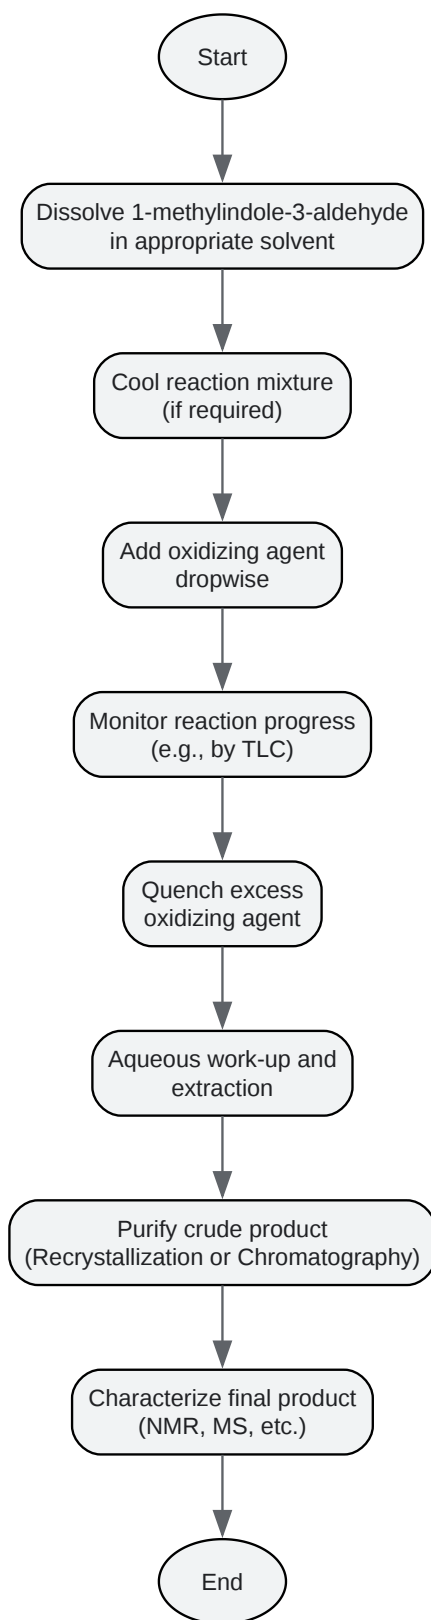 Start
Dissolve 1-methylindole-3-aldehyde
in appropriate solvent
Cool reaction mixture
(if required)
Add oxidizing agent
dropwise
Monitor reaction progress
(e.g., by TLC)
Quench excess
oxidizing agent
Aqueous work-up and
extraction
Purify crude product
(Recrystallization or Chromatography)
Characterize final product
(NMR, MS, etc.)
End